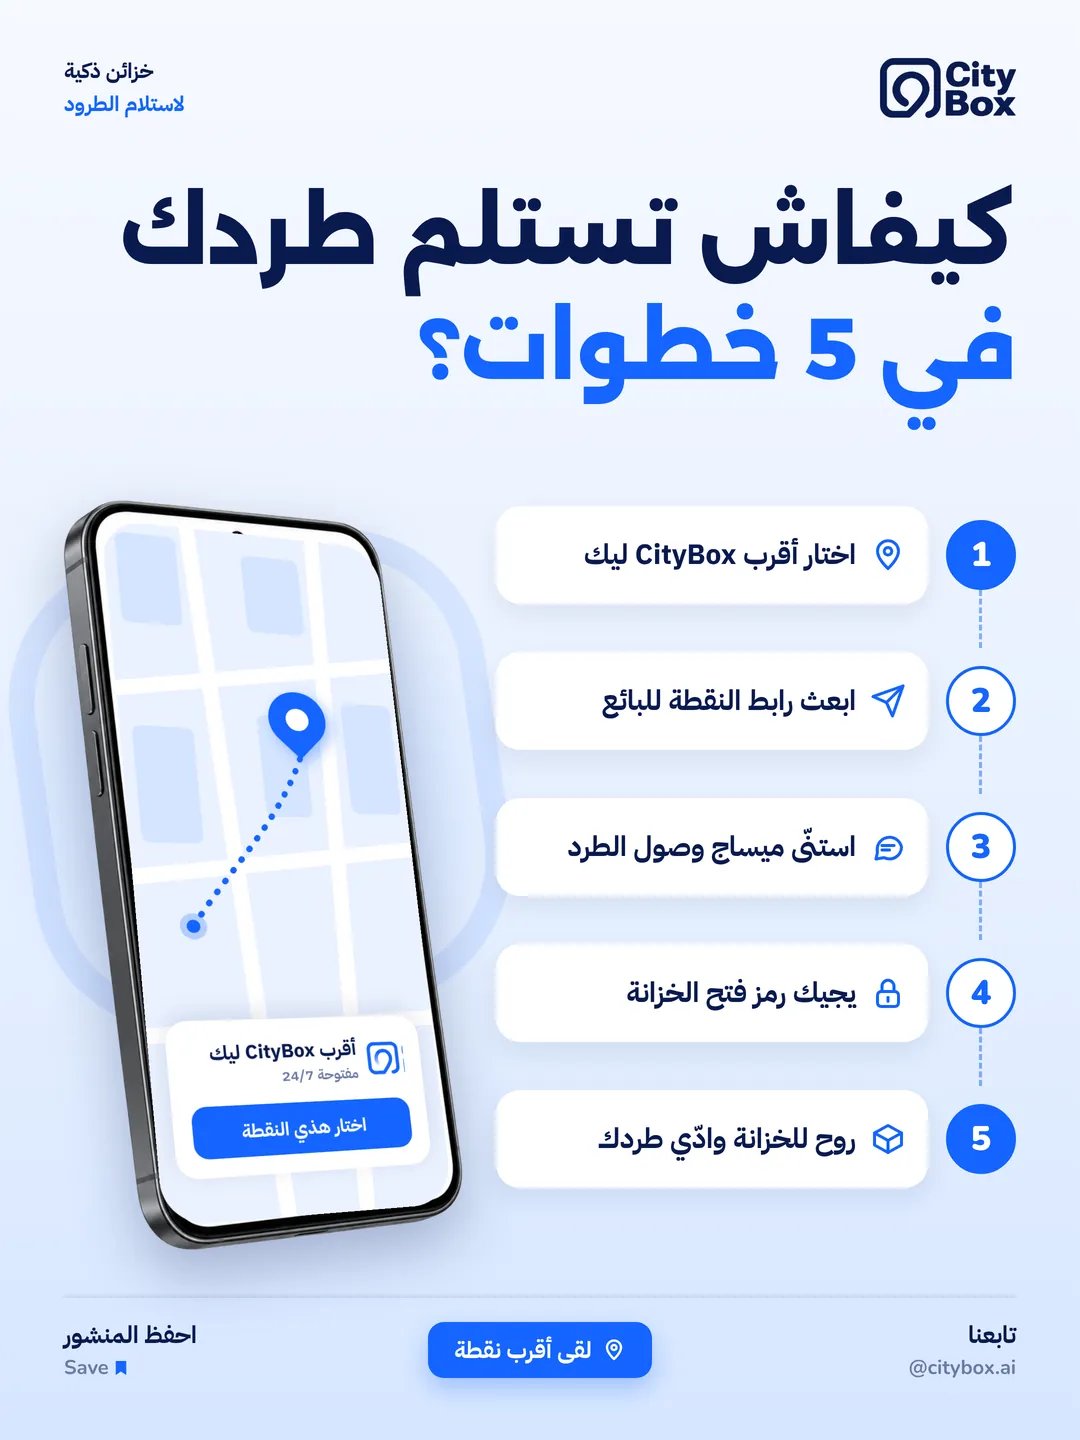 City
Box
خزائن ذكية
لاستلام الطرود
كيفاش تستلم طردك
في 5 خطوات؟
1
اختار أقرب CityBox ليك
2
ابعث رابط النقطة للبائع
3
استنّى ميساج وصول الطرد
4
يجيك رمز فتح الخزانة
5
روح للخزانة وادّي طردك
أقرب CityBox ليك
مفتوحة 24/7
اختار هذي النقطة
تابعنا
@citybox.ai
لقى أقرب نقطة
احفظ المنشور
Save